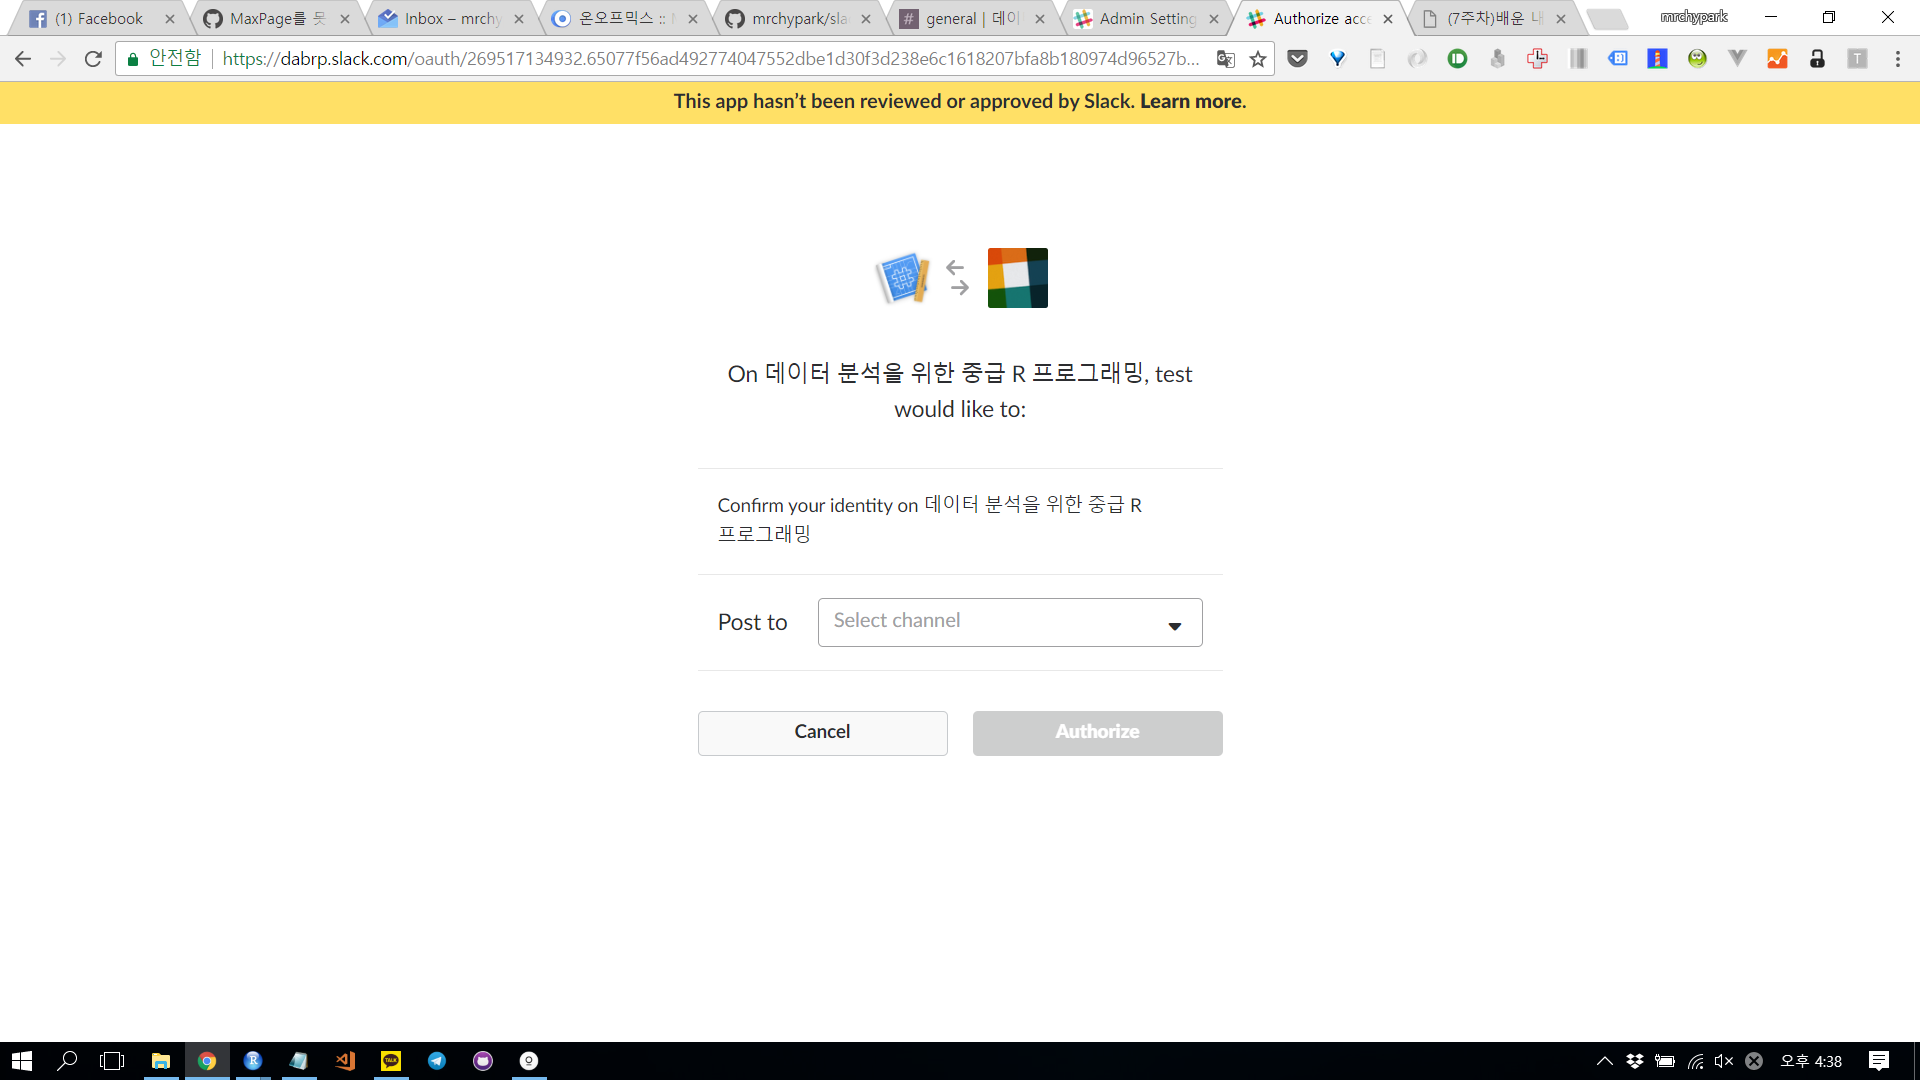 (1) Facebook
MaxPage를 못
Inbox – mrchy
온오프믹스 ::
mrchypark/sla
general | 데이
Admin Setting
Authorize acce
(7주차)배운 내
mrchypark
안전함
https://dabrp.slack.com/oauth/269517134932.65077f56ad492774047552dbe1d30f3d238e6c1618207bfa8b180974d96527b...
This app hasn’t been reviewed or approved by Slack. Learn more.
On 데이터 분석을 위한 중급 R 프로그래밍, test
would like to:
Confirm your identity on 데이터 분석을 위한 중급 R
프로그래밍
Post to
Select channel
Cancel
Authorize
오후 4:38